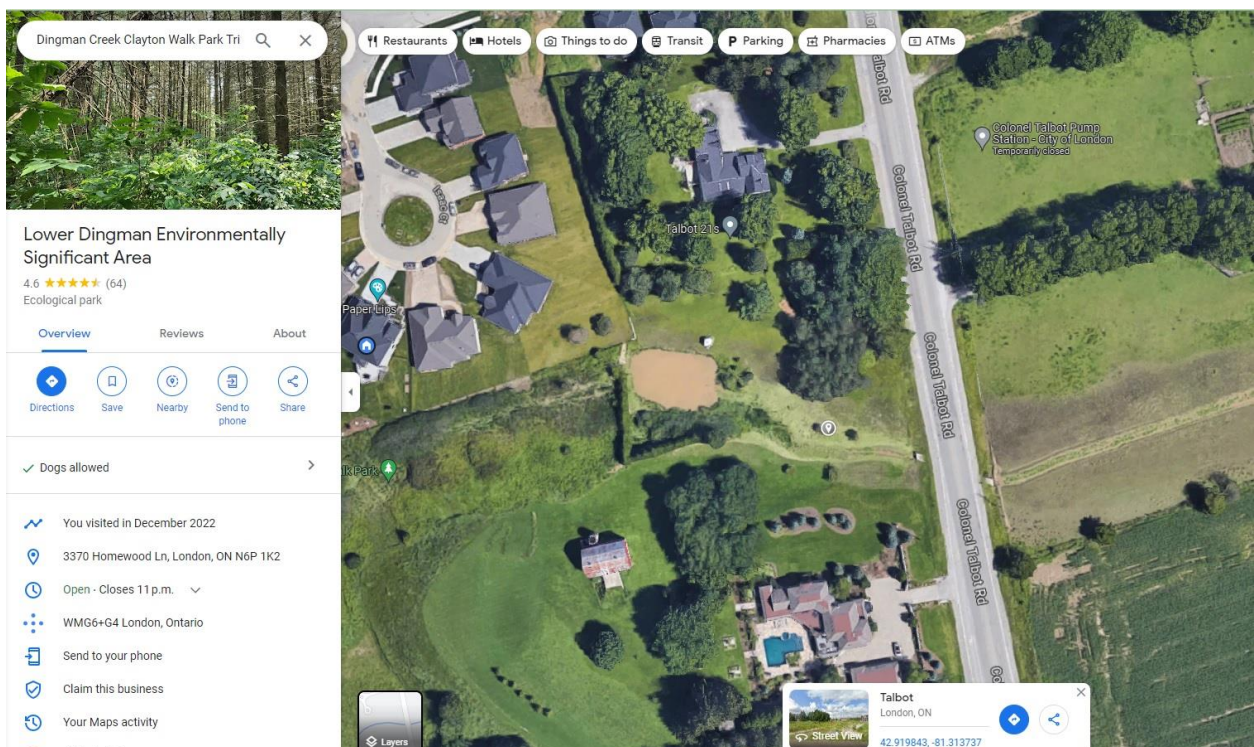 Dingman Creek Clayton Walk Park Tri
Restaurants
Hotels
Things to do
Transit
P Parking
Pharmacies
ATMs
Lower Dingman Environmentally
Significant Area
4.6 (64)
Ecological park
Overview
Reviews
About
Directions
Save
Nearby
Send to
phone
Share
Dogs allowed
You visited in December 2022
3370 Homewood Ln, London, ON N6P 1K2
Open · Closes 11 p.m.
WMG6+G4 London, Ontario
Send to your phone
Claim this business
Your Maps activity
Talbot Rd
Colonel Talbot Pump
Station - City of London
Temporarily closed
Colonel Talbot Rd
Isaac Ct
Talbot 21s
Paper Lips
Colonel Talbot Rd
lk Park
Colonel Talbot Rd
Co
Layers
Street View
Talbot
London, ON
42.919843, -81.313737